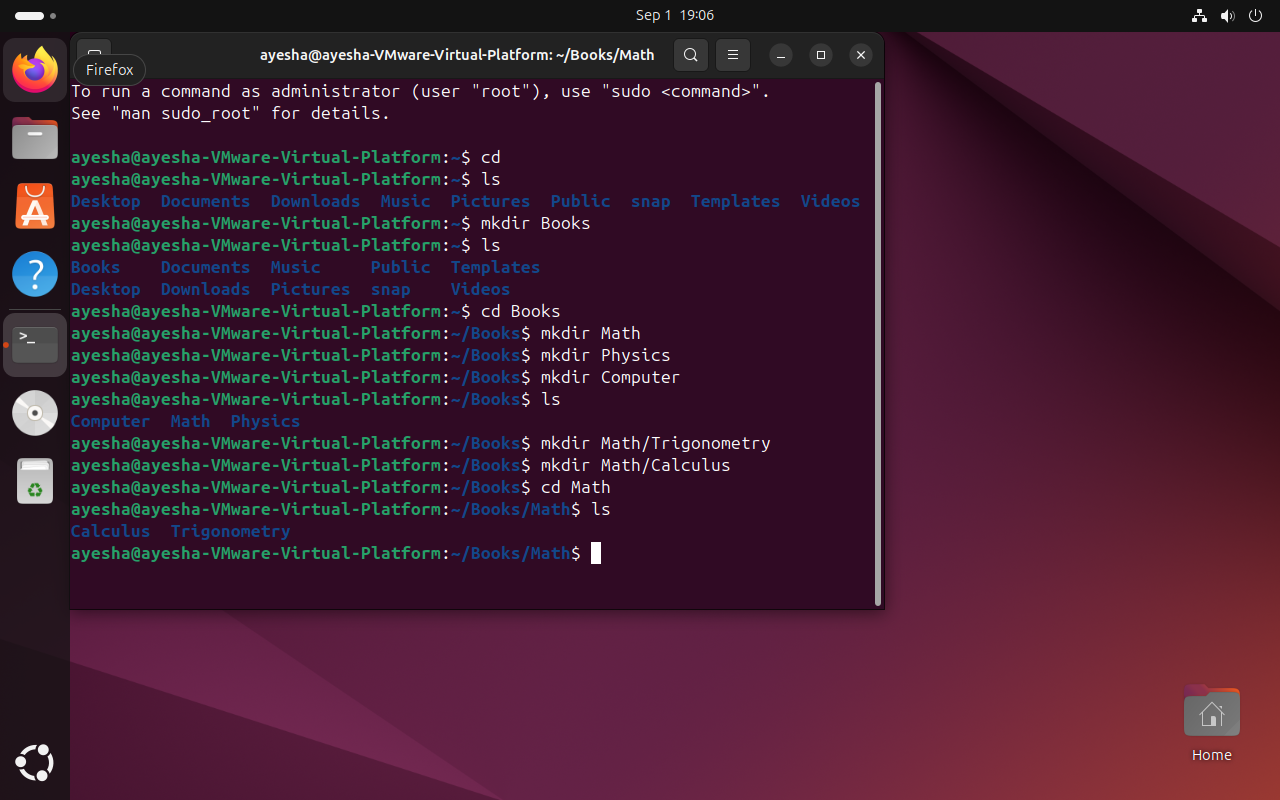 Sep 1 19:06
ayesha@ayesha-VMware-Virtual-Platform: ~/Books/Math
Firefox
To run a command as administrator (user "root"), use "sudo <command>".
See "man sudo_root" for details.
ayesha@ayesha-VMware-Virtual-Platform:~$ cd
ayesha@ayesha-VMware-Virtual-Platform:~$ ls
Desktop  Documents  Downloads  Music  Pictures  Public  snap  Templates  Videos
ayesha@ayesha-VMware-Virtual-Platform:~$ mkdir Books
ayesha@ayesha-VMware-Virtual-Platform:~$ ls
Books    Documents  Music     Public  Templates
Desktop  Downloads  Pictures  snap    Videos
ayesha@ayesha-VMware-Virtual-Platform:~$ cd Books
ayesha@ayesha-VMware-Virtual-Platform:~/Books$ mkdir Math
ayesha@ayesha-VMware-Virtual-Platform:~/Books$ mkdir Physics
ayesha@ayesha-VMware-Virtual-Platform:~/Books$ mkdir Computer
ayesha@ayesha-VMware-Virtual-Platform:~/Books$ ls
Computer  Math  Physics
ayesha@ayesha-VMware-Virtual-Platform:~/Books$ mkdir Math/Trigonometry
ayesha@ayesha-VMware-Virtual-Platform:~/Books$ mkdir Math/Calculus
ayesha@ayesha-VMware-Virtual-Platform:~/Books$ cd Math
ayesha@ayesha-VMware-Virtual-Platform:~/Books/Math$ ls
Calculus  Trigonometry
ayesha@ayesha-VMware-Virtual-Platform:~/Books/Math$
Home